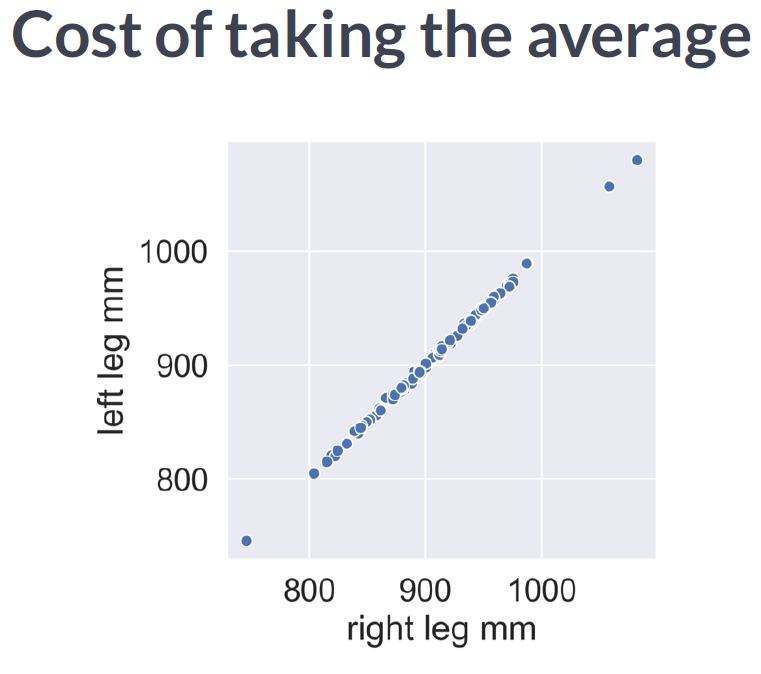 Cost of taking the average
1000
900
800
left leg mm
800 900 1000
right leg mm